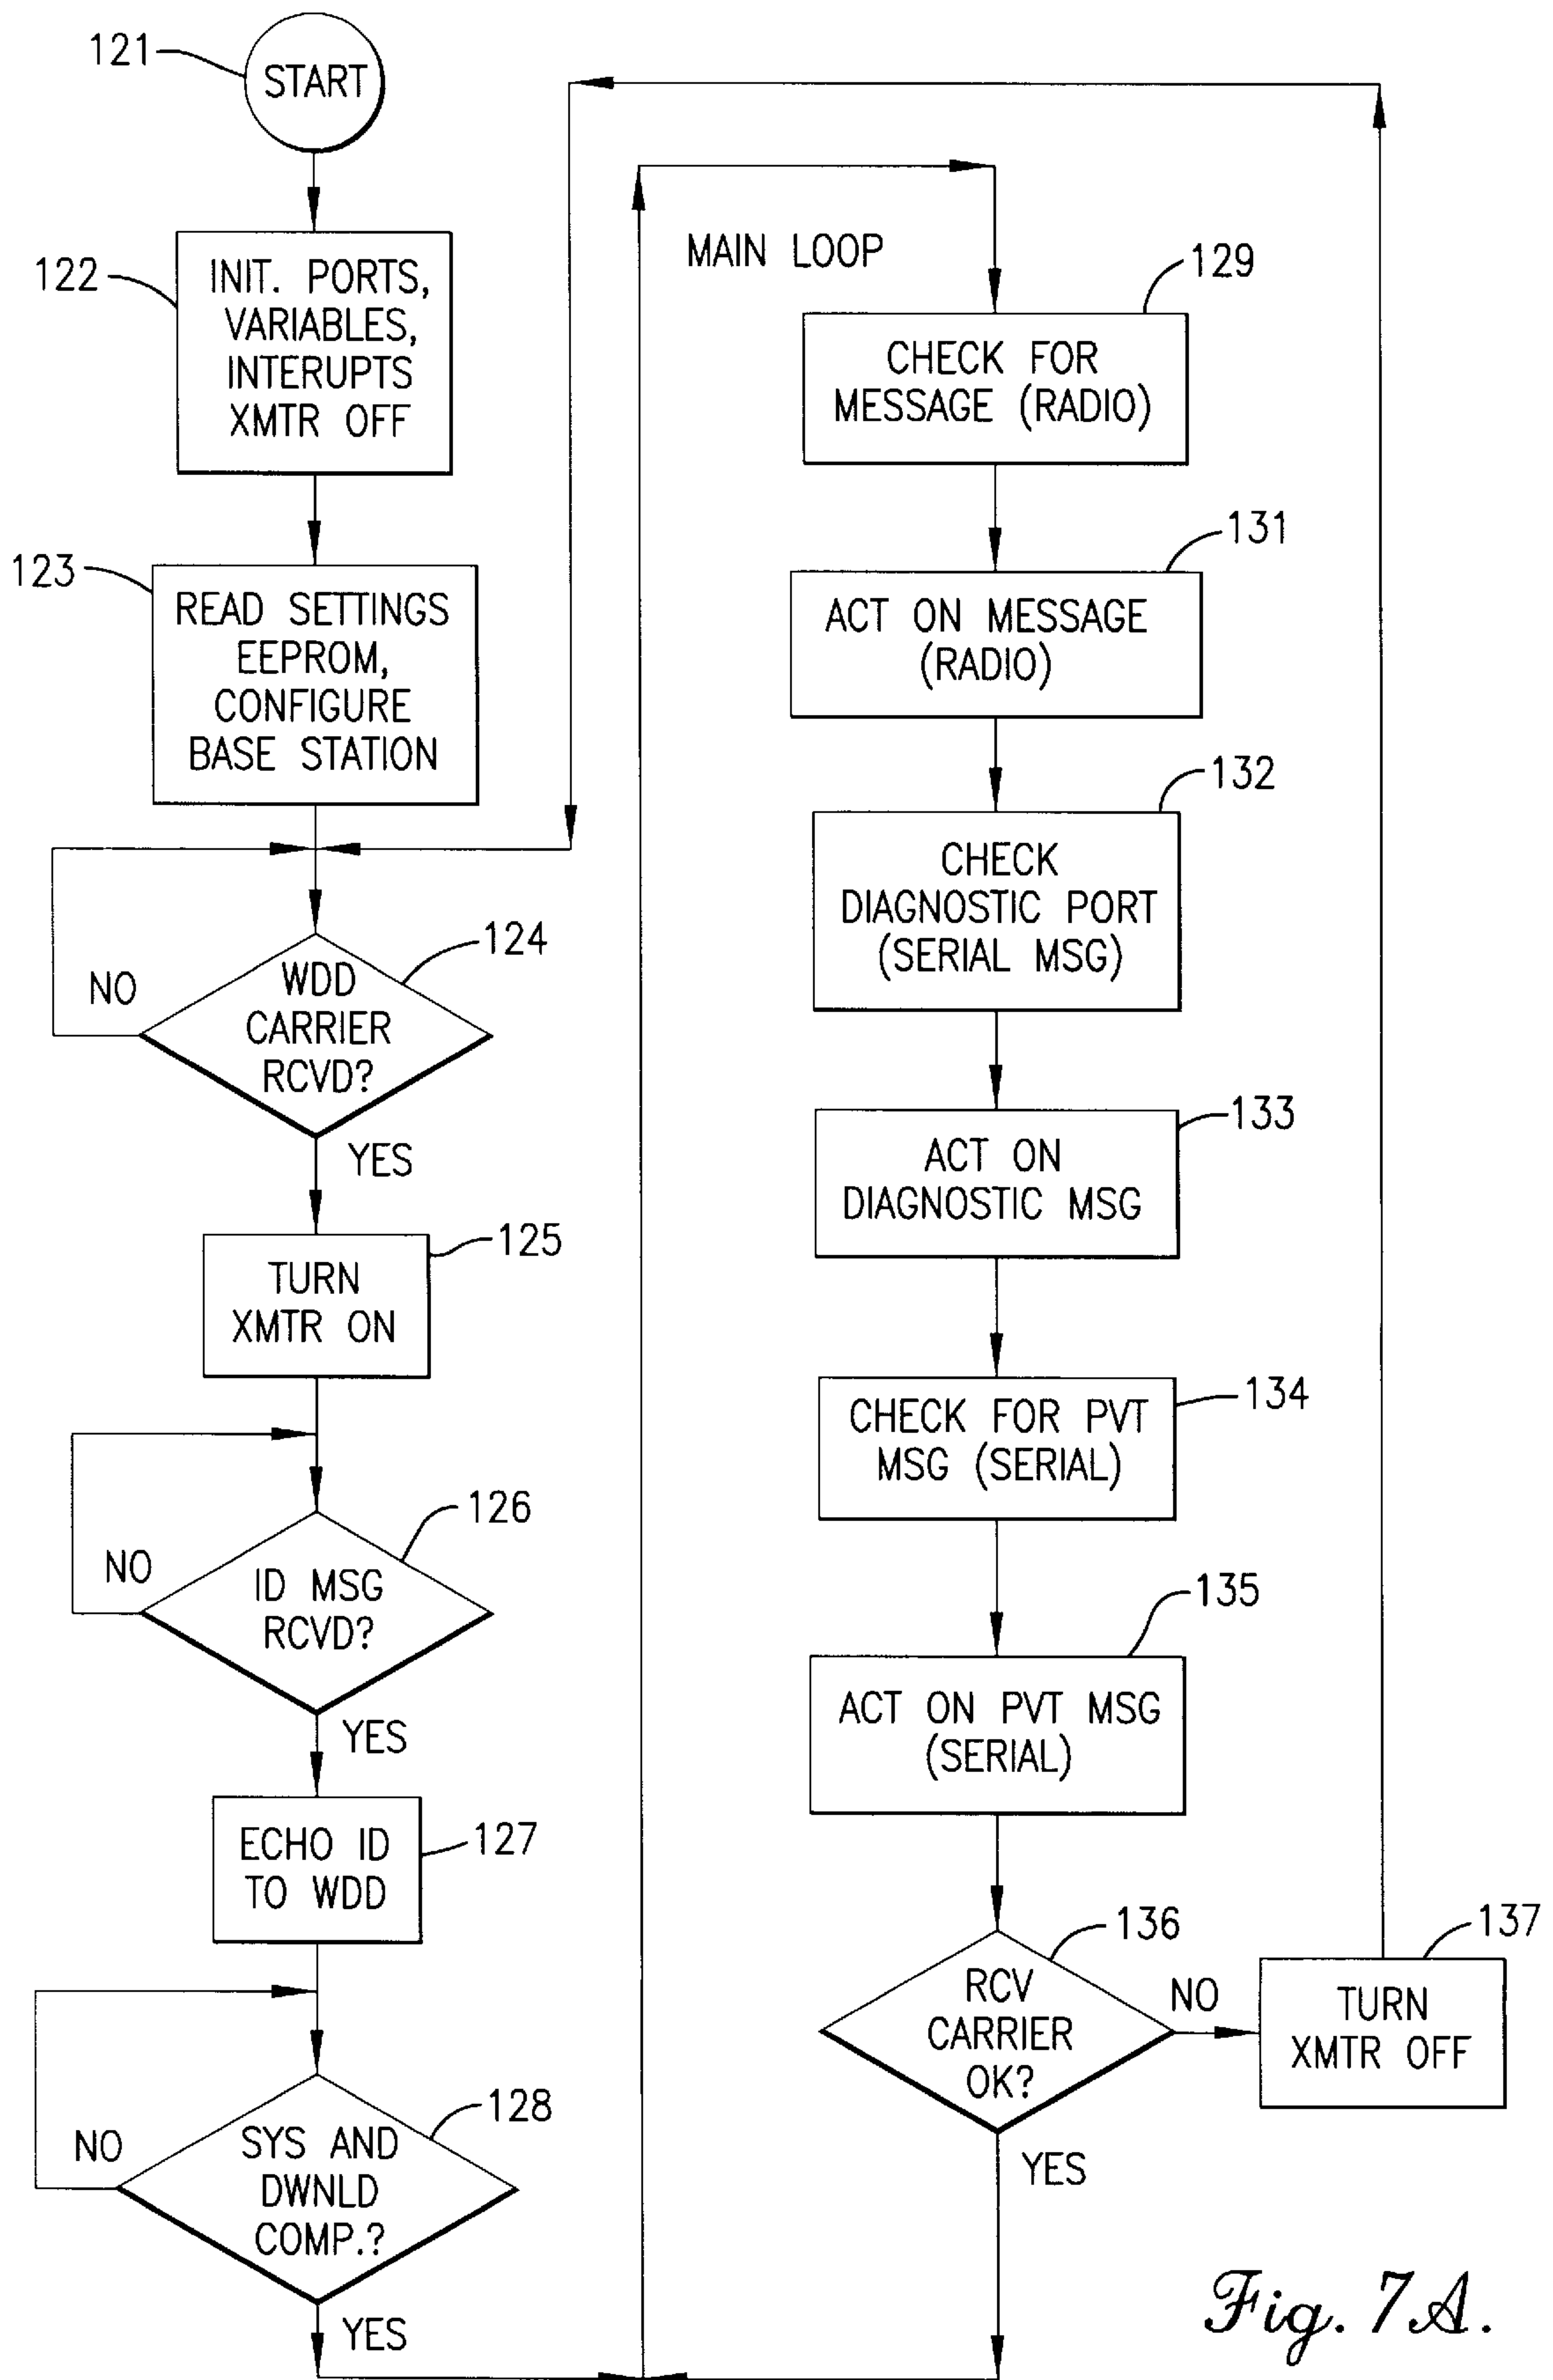 121
START
122
INIT. PORTS,
VARIABLES,
INTERUPTS
XMTR OFF
123
READ SETTINGS
EEPROM,
CONFIGURE
BASE STATION
124
WDD
CARRIER
RCVD?
NO
YES
125
TURN
XMTR ON
126
ID MSG
RCVD?
NO
YES
127
ECHO ID
TO WDD
128
SYS AND
DWNLD
COMP.?
NO
YES
MAIN LOOP
129
CHECK FOR
MESSAGE (RADIO)
131
ACT ON MESSAGE
(RADIO)
132
CHECK
DIAGNOSTIC PORT
(SERIAL MSG)
133
ACT ON
DIAGNOSTIC MSG
134
CHECK FOR PVT
MSG (SERIAL)
135
ACT ON PVT MSG
(SERIAL)
136
RCV
CARRIER
OK?
NO
YES
137
TURN
XMTR OFF
Fig. 7A.